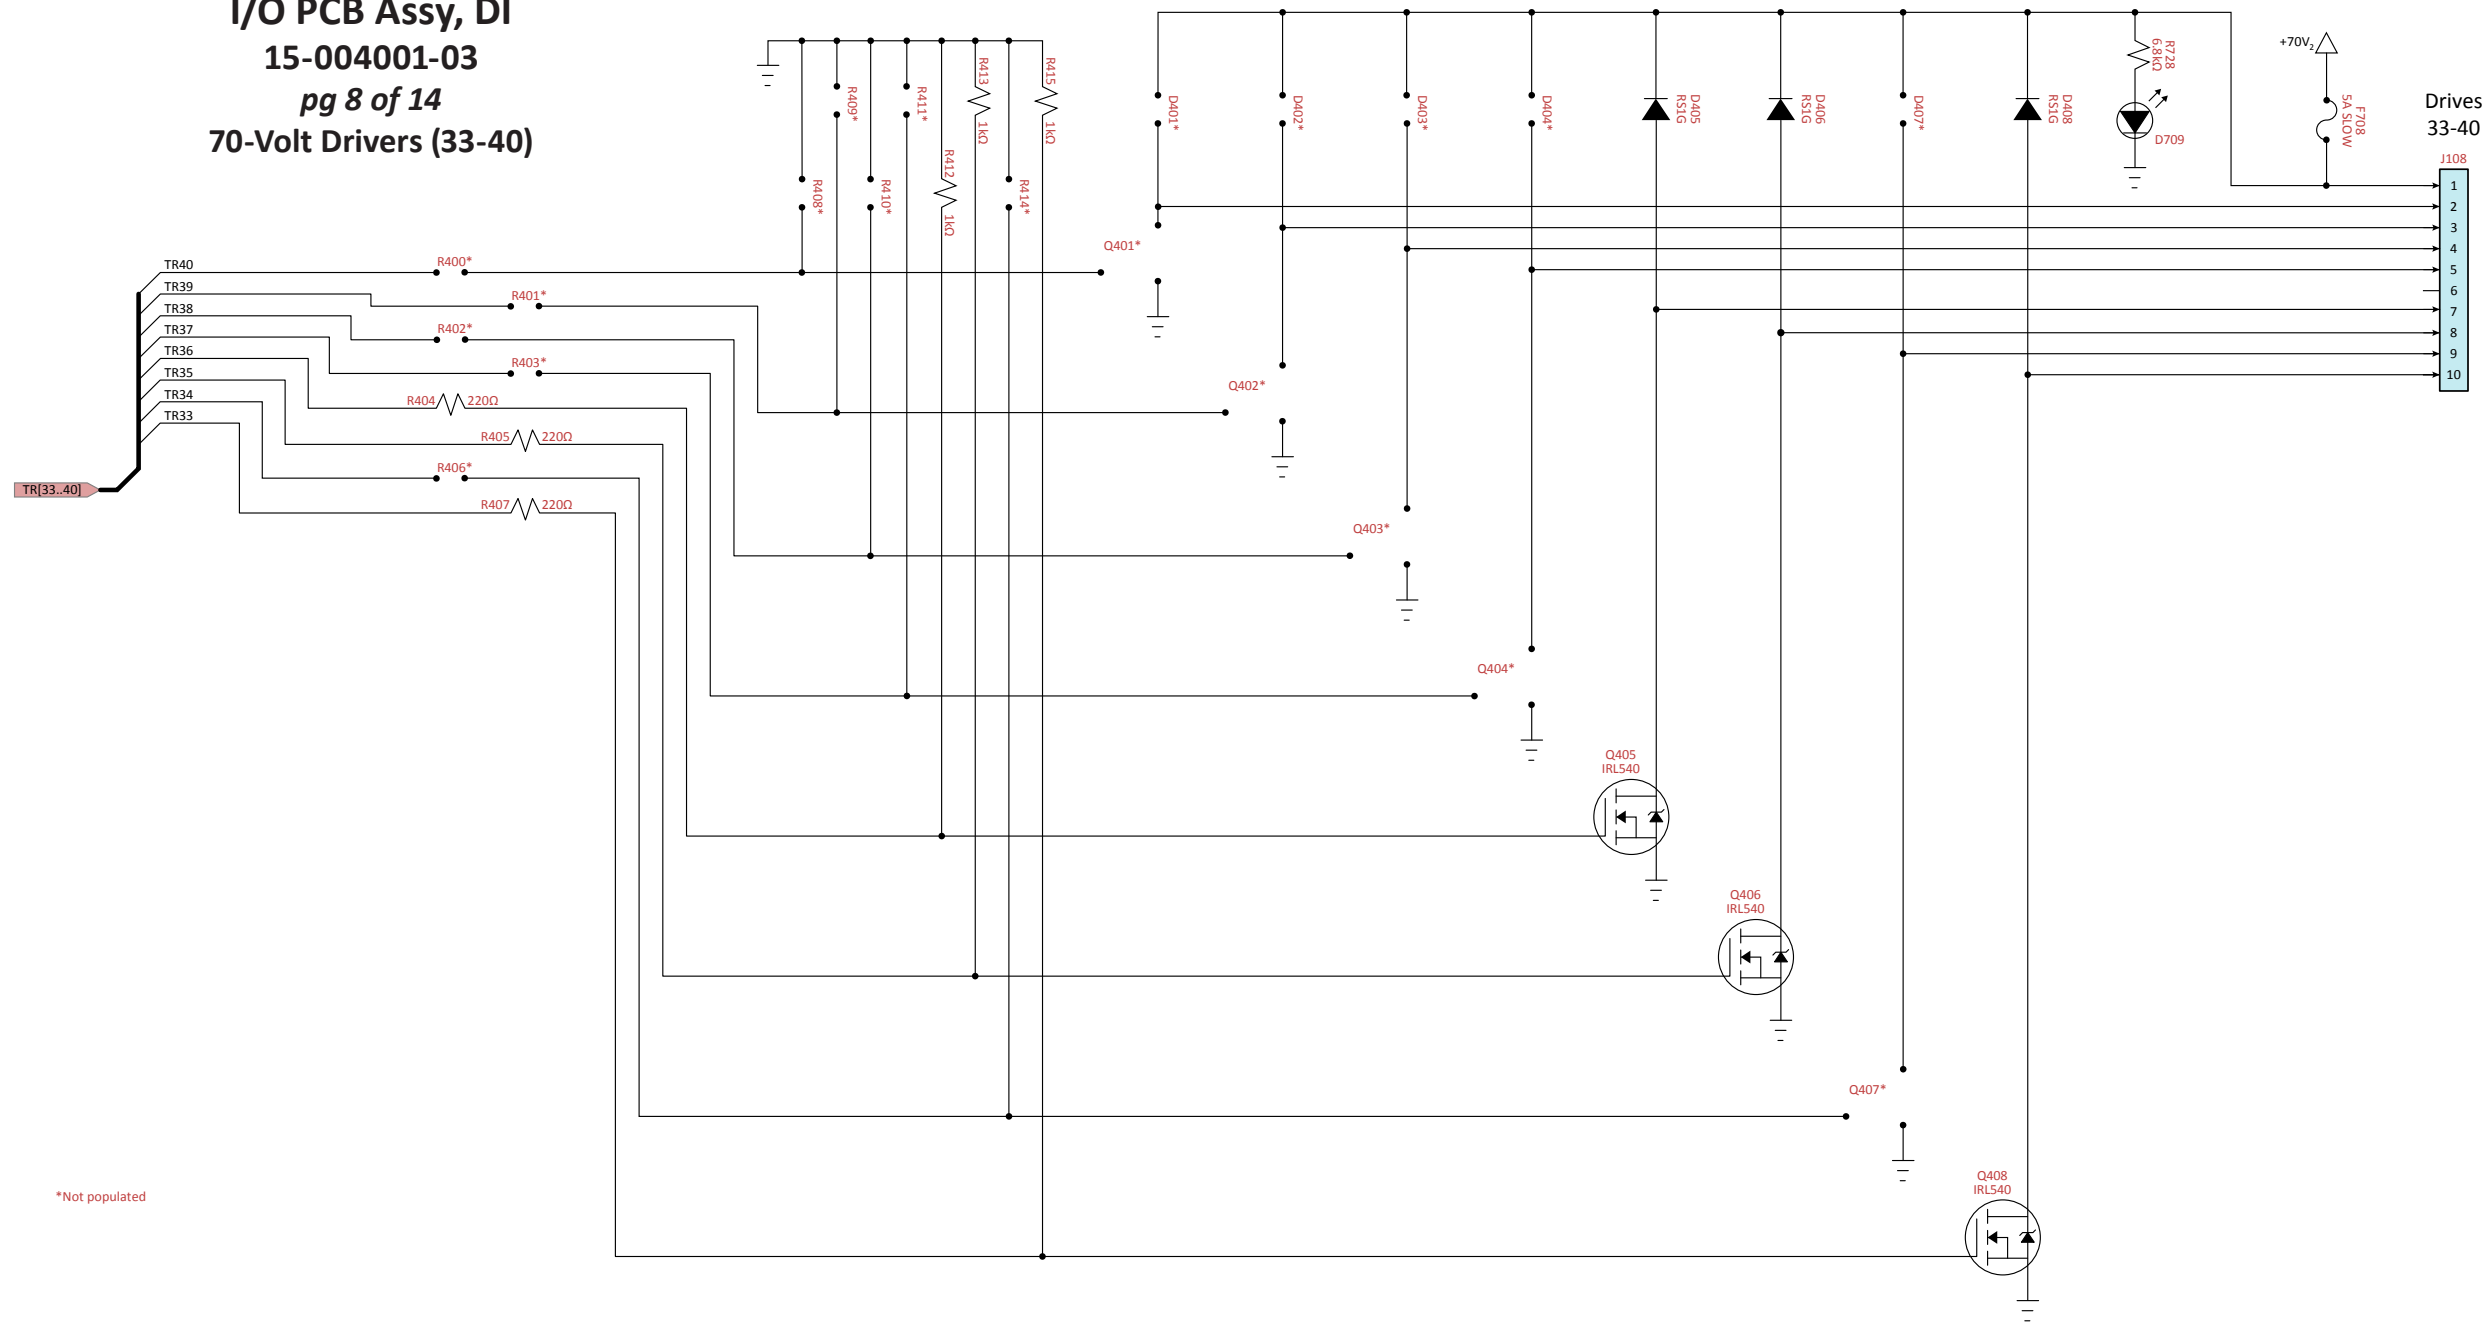 I/O PCB Assy, DI
15-004001-03
pg 8 of 14
70-Volt Drivers (33-40)
R408*
R409*
R410*
R411*
R412
1kΩ
R413
1kΩ
R414*
R415
1kΩ
D401*
D402*
D403*
D404*
D405
RS1G
D406
RS1G
D407*
D408
RS1G
R728
6.8kΩ
D709
+70V₂
F708
5A SLOW
Drives
33-40
J108
1
2
3
4
5
6
7
8
9
10
TR40
TR39
TR38
TR37
TR36
TR35
TR34
TR33
TR[33..40]
R400*
R401*
R402*
R403*
R404 220Ω
R405 220Ω
R406*
R407 220Ω
Q401*
Q402*
Q403*
Q404*
Q405
IRL540
Q406
IRL540
Q407*
Q408
IRL540
*Not populated